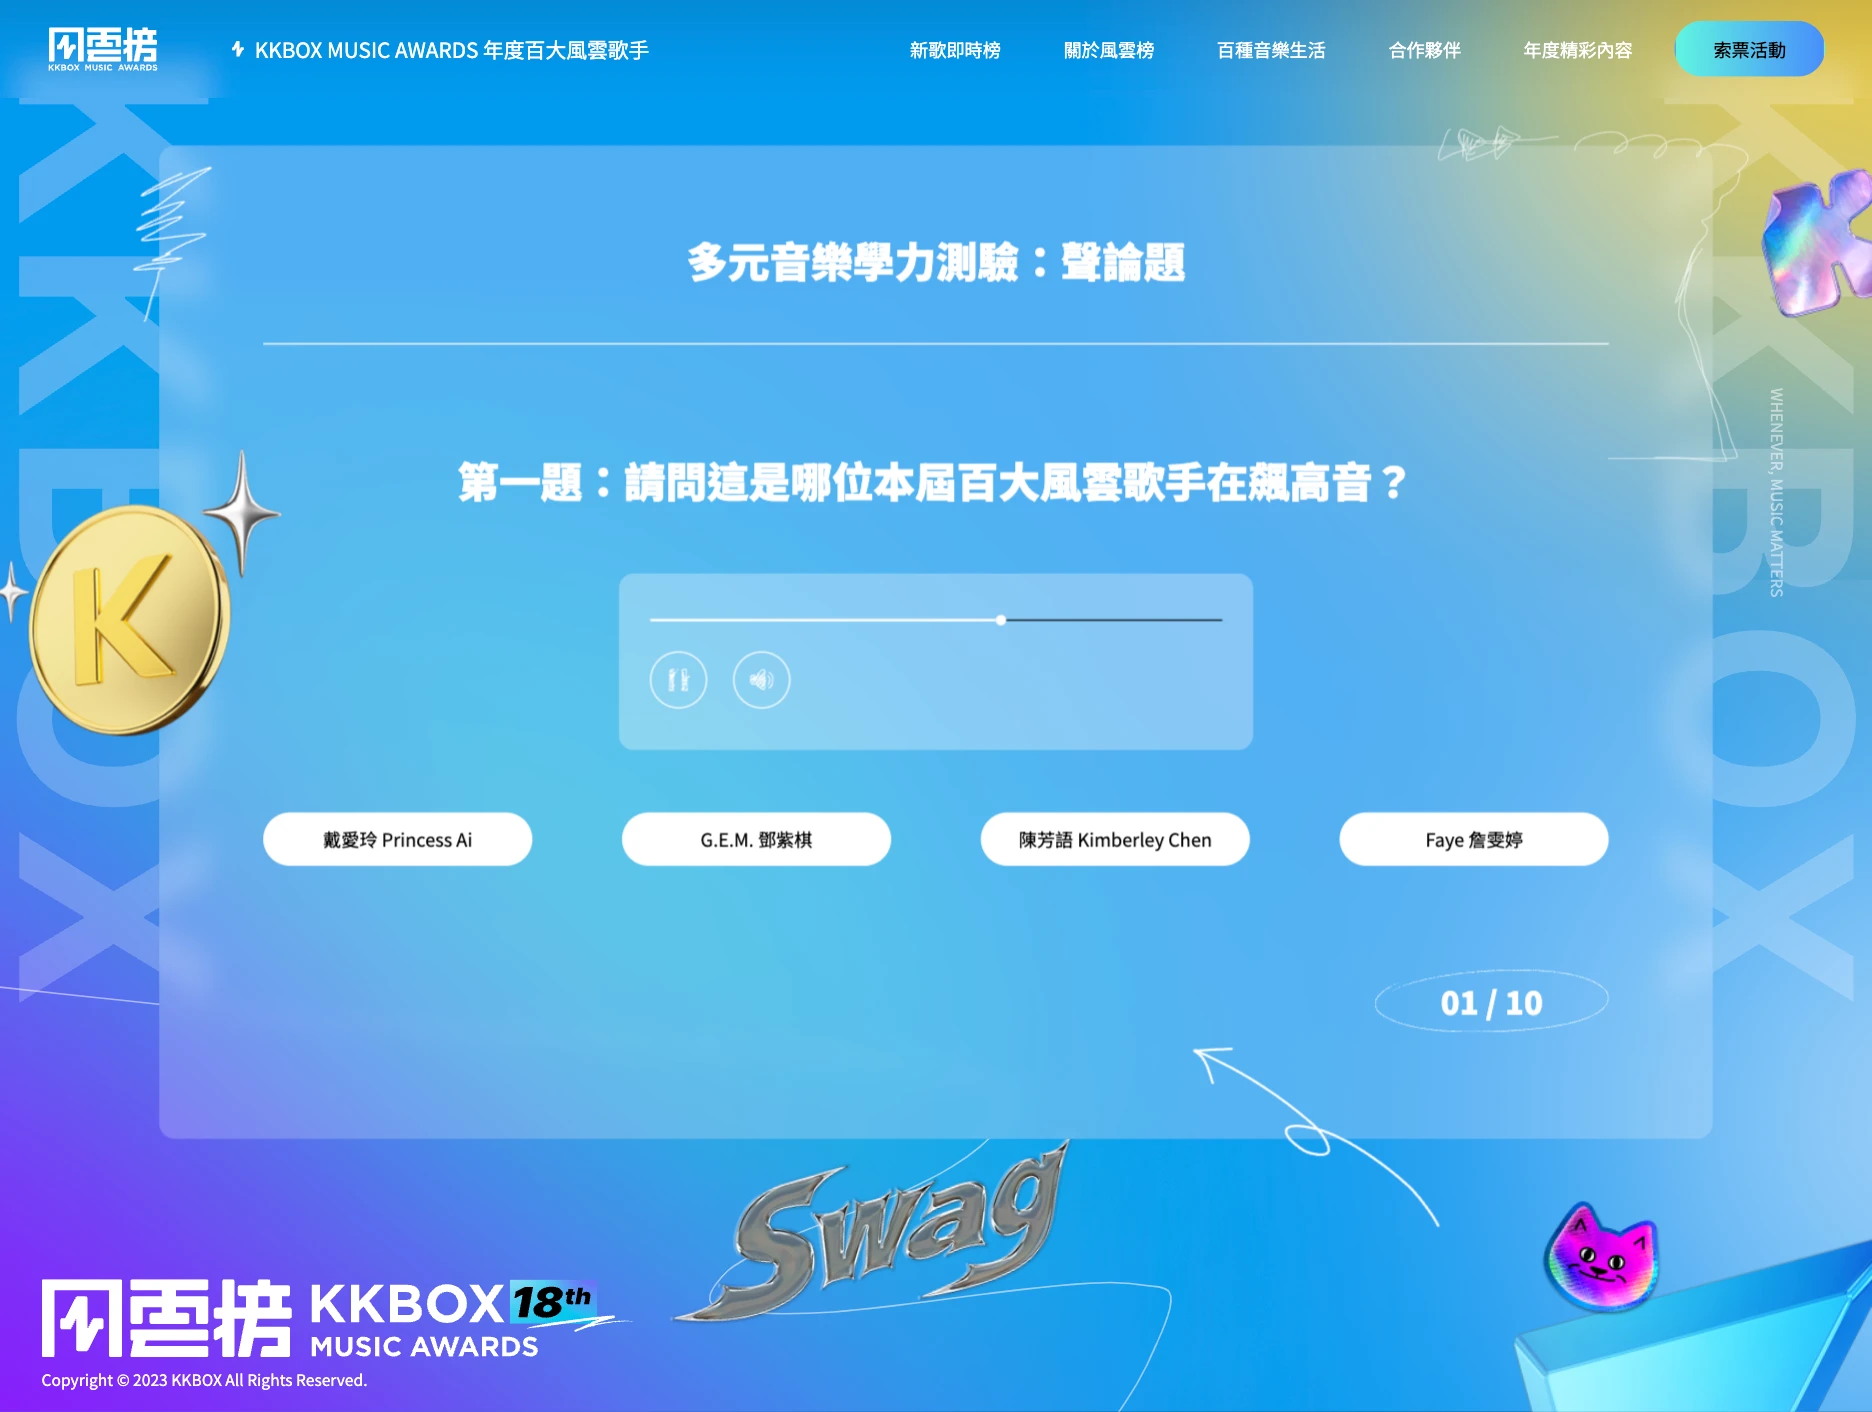 風雲榜
KKBOX MUSIC AWARDS
KKBOX MUSIC AWARDS 年度百大風雲歌手
新歌即時榜
關於風雲榜
百種音樂生活
合作夥伴
年度精彩內容
索票活動
KKBOX
KKBOX
K
多元音樂學力測驗：聲論題
WHENEVER, MUSIC MATTERS
第一題：請問這是哪位本屆百大風雲歌手在飆高音？
K
戴愛玲 Princess Ai
G.E.M. 鄧紫棋
陳芳語 Kimberley Chen
Faye 詹雯婷
01 / 10
Swag
風雲榜
KKBOX 18th
MUSIC AWARDS
Copyright © 2023 KKBOX All Rights Reserved.